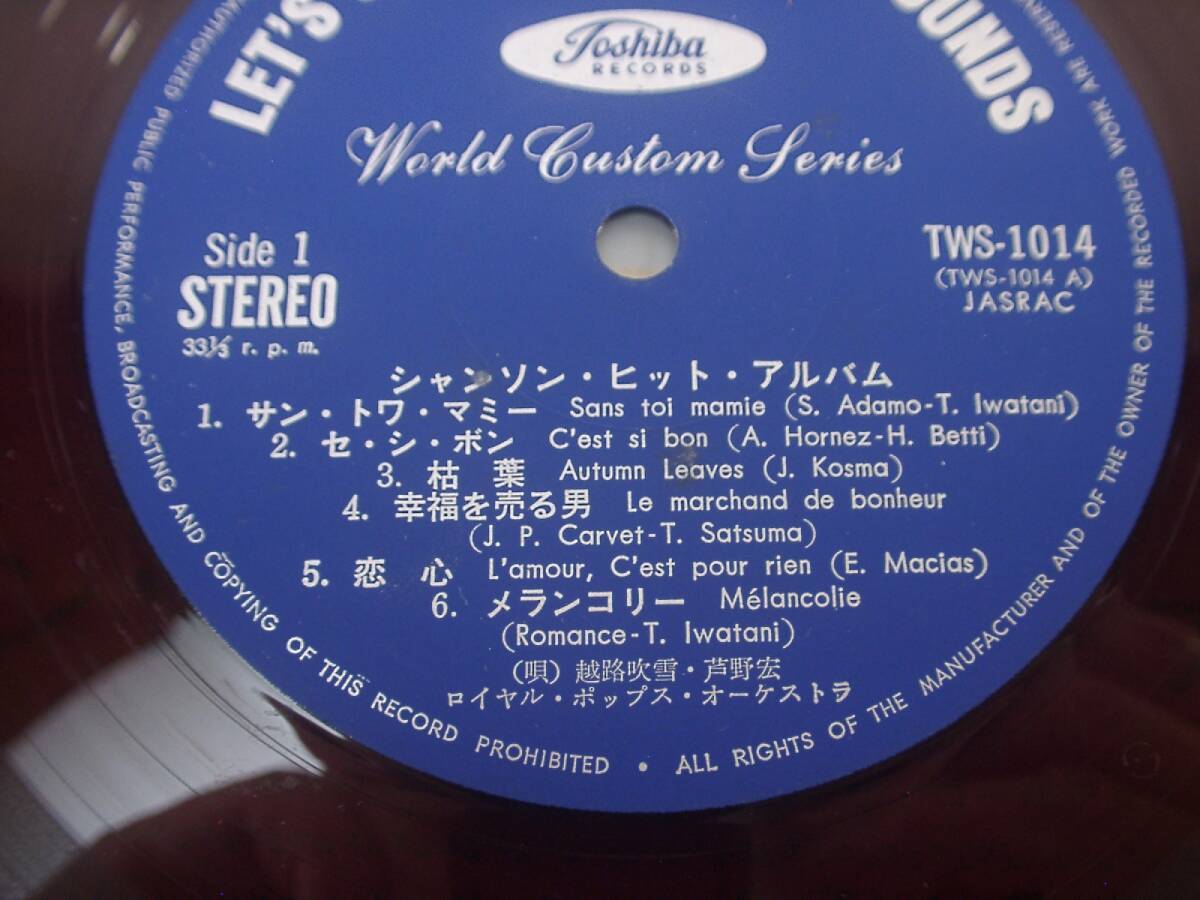 LET'S
OUNDS
Toshiba
RECORDS
World Custom Series
Side 1
STEREO
33⅓ r. p. m.
TWS-1014
(TWS-1014 A)
JASRAC
シャンソン・ヒット・アルバム
1. サン・トワ・マミー Sans toi mamie (S. Adamo-T. Iwatani)
2. セ・シ・ボン C'est si bon (A. Hornez-H. Betti)
3.枯 葉 Autumn Leaves (J. Kosma)
4. 幸福を売る男 Le marchand de bonheur
(J. P. Carvet-T. Satsuma)
5. 恋 心 L'amour, C'est pour rien (E. Macias)
6. メランコリー Mélancolie
(Romance-T. Iwatani)
(唄) 越路吹雪・芦野宏
ロイヤル・ポップス・オーケストラ
AUTHORIZED PUBLIC PERFORMANCE, BROADCASTING AND COPYING OF THIS RECORD PROHIBITED • ALL RIGHTS OF THE MANUFACTURER AND OF THE OWNER OF THE RECORDED WORK ARE RESER